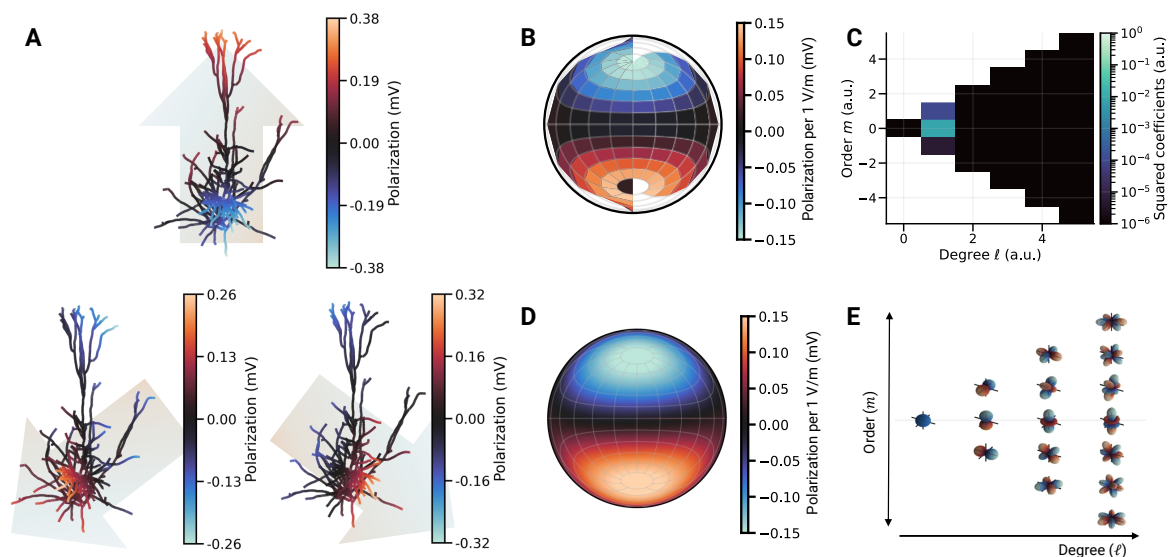 A
0.38
0.19
0.00
-0.19
-0.38
Polarization (mV)
B
0.15
0.10
0.05
0.00
−0.05
−0.10
−0.15
Polarization per 1 V/m (mV)
C
4
2
0
−2
−4
Order m (a.u.)
0
2
4
Degree ℓ (a.u.)
10⁰
10⁻¹
10⁻²
10⁻³
10⁻⁴
10⁻⁵
10⁻⁶
Squared coefficients (a.u.)
0.26
0.13
0.00
-0.13
-0.26
Polarization (mV)
0.32
0.16
0.00
-0.16
-0.32
Polarization (mV)
D
0.15
0.10
0.05
0.00
−0.05
−0.10
−0.15
Polarization per 1 V/m (mV)
E
Order (m)
Degree (ℓ)